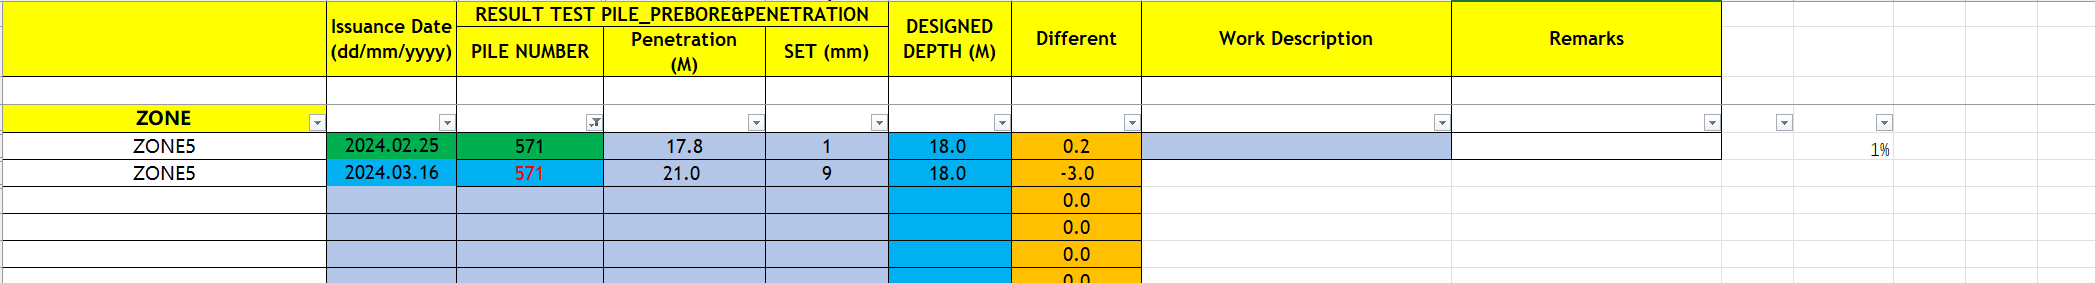 RESULT TEST PILE_PREBORE&PENETRATION
Issuance Date
(dd/mm/yyyy)
PILE NUMBER
Penetration
(M)
SET (mm)
DESIGNED
DEPTH (M)
Different
Work Description
Remarks
ZONE
ZONE5 2024.02.25 571 17.8 1 18.0 0.2 1%
ZONE5 2024.03.16 571 21.0 9 18.0 -3.0
0.0
0.0
0.0
0.0